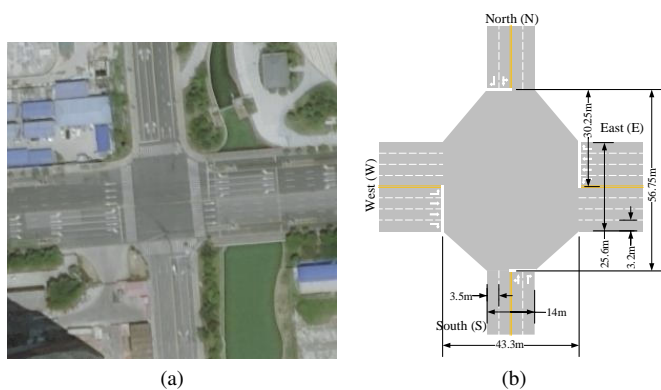 North (N)
30.25m
East (E)
West (W)
56.75m
25.6m
3.2m
3.5m
South (S)
14m
43.3m
(a)
(b)